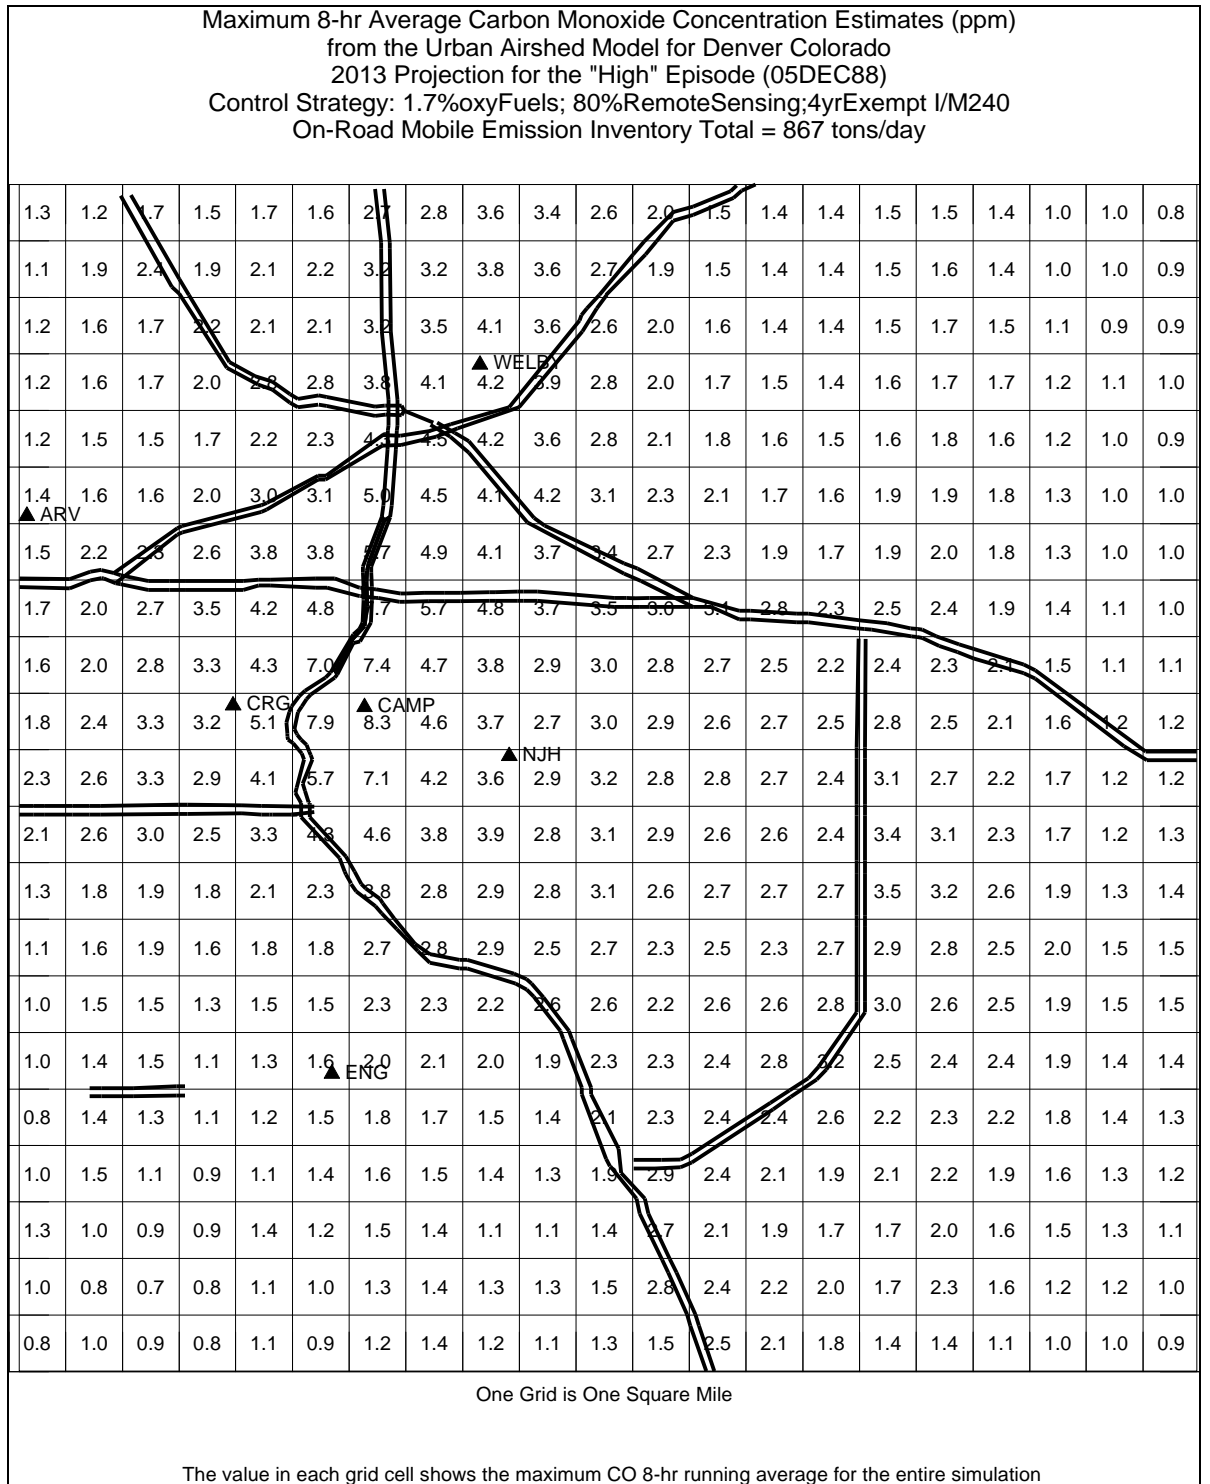 Maximum 8-hr Average Carbon Monoxide Concentration Estimates (ppm)
from the Urban Airshed Model for Denver Colorado
2013 Projection for the "High" Episode (05DEC88)
Control Strategy: 1.7%oxyFuels; 80%RemoteSensing;4yrExempt I/M240
On-Road Mobile Emission Inventory Total = 867 tons/day
1.3 1.2 1.7 1.5 1.7 1.6 2.7 2.8 3.6 3.4 2.6 2.0 1.5 1.4 1.4 1.5 1.5 1.4 1.0 1.0 0.8
1.1 1.9 2.4 1.9 2.1 2.2 3.2 3.2 3.8 3.6 2.7 1.9 1.5 1.4 1.4 1.5 1.6 1.4 1.0 1.0 0.9
1.2 1.6 1.7 2.2 2.1 2.1 3.2 3.5 4.1 3.6 2.6 2.0 1.6 1.4 1.4 1.5 1.7 1.5 1.1 0.9 0.9
WELBY
1.2 1.6 1.7 2.0 2.8 2.8 3.8 4.1 4.2 3.9 2.8 2.0 1.7 1.5 1.4 1.6 1.7 1.7 1.2 1.1 1.0
1.2 1.5 1.5 1.7 2.2 2.3 4.5 4.2 3.6 2.8 2.1 1.8 1.6 1.5 1.6 1.8 1.6 1.2 1.0 0.9
1.4 1.6 1.6 2.0 3.0 3.1 5.0 4.5 4.1 4.2 3.1 2.3 2.1 1.7 1.6 1.9 1.9 1.8 1.3 1.0 1.0
ARV
1.5 2.2 2.8 2.6 3.8 3.8 4.9 4.1 3.7 3.4 2.7 2.3 1.9 1.7 1.9 2.0 1.8 1.3 1.0 1.0
1.7 2.0 2.7 3.5 4.2 4.8 5.7 4.8 3.7 3.5 3.0 3.1 2.8 2.3 2.5 2.4 1.9 1.4 1.1 1.0
1.6 2.0 2.8 3.3 4.3 7.0 7.4 4.7 3.8 2.9 3.0 2.8 2.7 2.5 2.2 2.4 2.3 2.1 1.5 1.1 1.1
CRG CAMP
1.8 2.4 3.3 3.2 5.1 7.9 8.3 4.6 3.7 2.7 3.0 2.9 2.6 2.7 2.5 2.8 2.5 2.1 1.6 1.2 1.2
NJH
2.3 2.6 3.3 2.9 4.1 5.7 7.1 4.2 3.6 2.9 3.2 2.8 2.8 2.7 2.4 3.1 2.7 2.2 1.7 1.2 1.2
2.1 2.6 3.0 2.5 3.3 4.3 4.6 3.8 3.9 2.8 3.1 2.9 2.6 2.6 2.4 3.4 3.1 2.3 1.7 1.2 1.3
1.3 1.8 1.9 1.8 2.1 2.3 3.8 2.8 2.9 2.8 3.1 2.6 2.7 2.7 2.7 3.5 3.2 2.6 1.9 1.3 1.4
1.1 1.6 1.9 1.6 1.8 1.8 2.7 2.8 2.9 2.5 2.7 2.3 2.5 2.3 2.7 2.9 2.8 2.5 2.0 1.5 1.5
1.0 1.5 1.5 1.3 1.5 1.5 2.3 2.3 2.2 2.6 2.6 2.2 2.6 2.6 2.8 3.0 2.6 2.5 1.9 1.5 1.5
1.0 1.4 1.5 1.1 1.3 1.6 2.0 2.1 2.0 1.9 2.3 2.3 2.4 2.8 3.2 2.5 2.4 2.4 1.9 1.4 1.4
ENG
0.8 1.4 1.3 1.1 1.2 1.5 1.8 1.7 1.5 1.4 2.1 2.3 2.4 2.4 2.6 2.2 2.3 2.2 1.8 1.4 1.3
1.0 1.5 1.1 0.9 1.1 1.4 1.6 1.5 1.4 1.3 1.9 2.9 2.4 2.1 1.9 2.1 2.2 1.9 1.6 1.3 1.2
1.3 1.0 0.9 0.9 1.4 1.2 1.5 1.4 1.1 1.1 1.4 2.7 2.1 1.9 1.7 1.7 2.0 1.6 1.5 1.3 1.1
1.0 0.8 0.7 0.8 1.1 1.0 1.3 1.4 1.3 1.3 1.5 2.8 2.4 2.2 2.0 1.7 2.3 1.6 1.2 1.2 1.0
0.8 1.0 0.9 0.8 1.1 0.9 1.2 1.4 1.2 1.1 1.3 1.5 2.5 2.1 1.8 1.4 1.4 1.1 1.0 1.0 0.9
One Grid is One Square Mile
The value in each grid cell shows the maximum CO 8-hr running average for the entire simulation